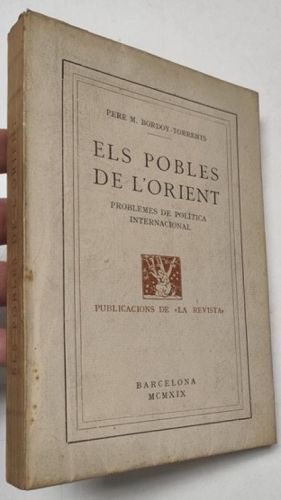 PERE M. BORDOY-TORRENTS
ELS POBLES
DE L'ORIENT
PROBLEMES DE POLÍTICA
INTERNACIONAL
PUBLICACIONS DE «LA REVISTA»
BARCELONA
MCMXIX